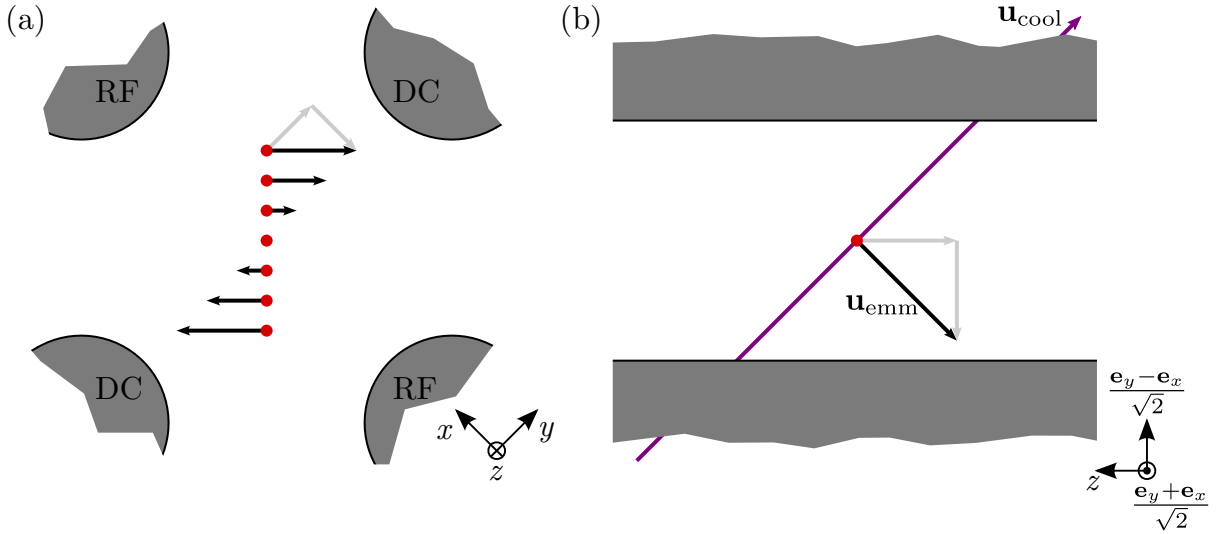 (a)
RF
DC
DC
RF
x
y
z
(b)
u_cool
u_emm
e_y−e_x
√2
z
e_y+e_x
√2